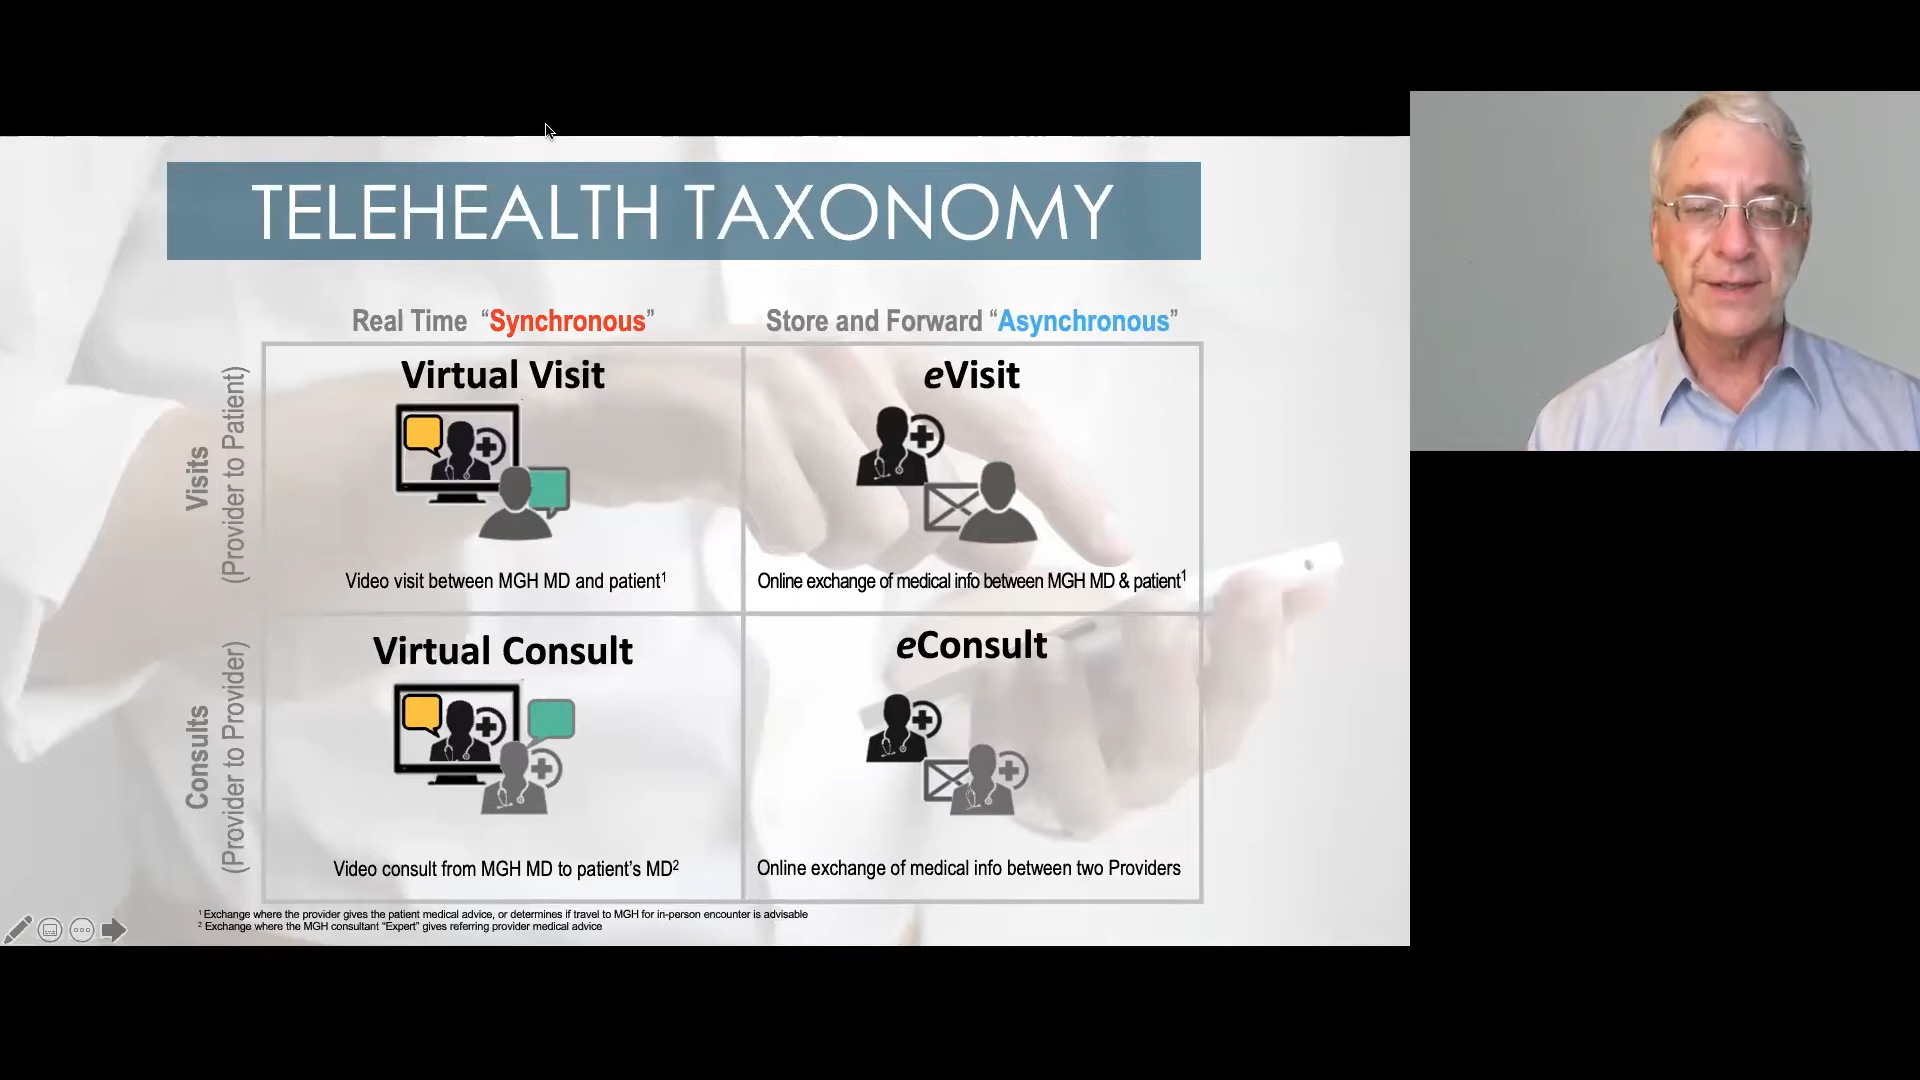 TELEHEALTH TAXONOMY
Real Time “Synchronous”
Store and Forward “Asynchronous”
Visits
(Provider to Patient)
Virtual Visit
Video visit between MGH MD and patient1
eVisit
Online exchange of medical info between MGH MD & patient1
Consults
(Provider to Provider)
Virtual Consult
Video consult from MGH MD to patient’s MD2
eConsult
Online exchange of medical info between two Providers
1 Exchange where the provider gives the patient medical advice, or determines if travel to MGH for in-person encounter is advisable
2 Exchange where the MGH consultant “Expert” gives referring provider medical advice